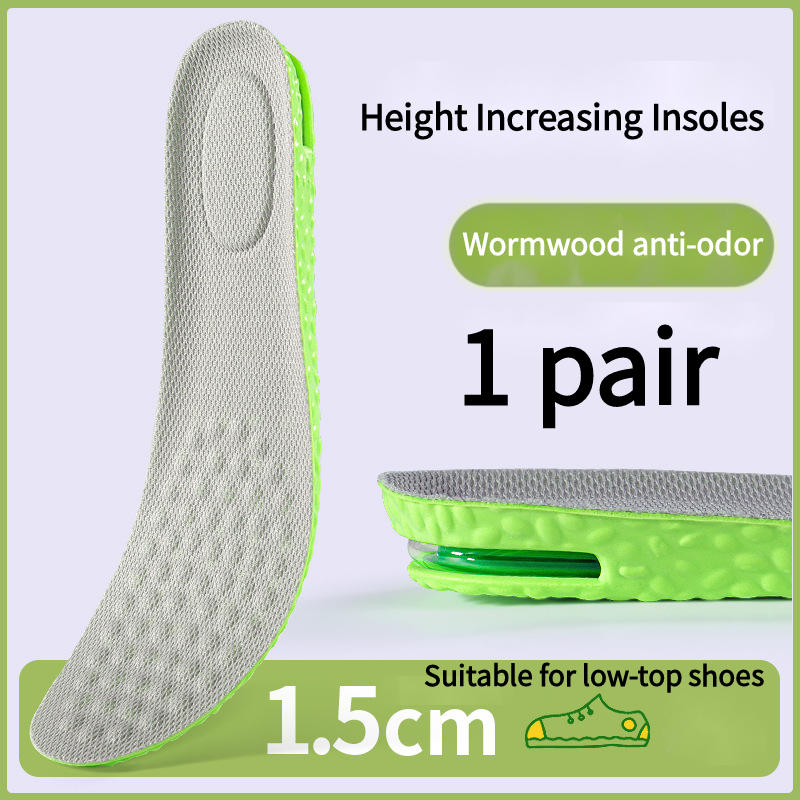 Height Increasing Insoles
Wormwood anti-odor
1 pair
Suitable for low-top shoes
1.5cm